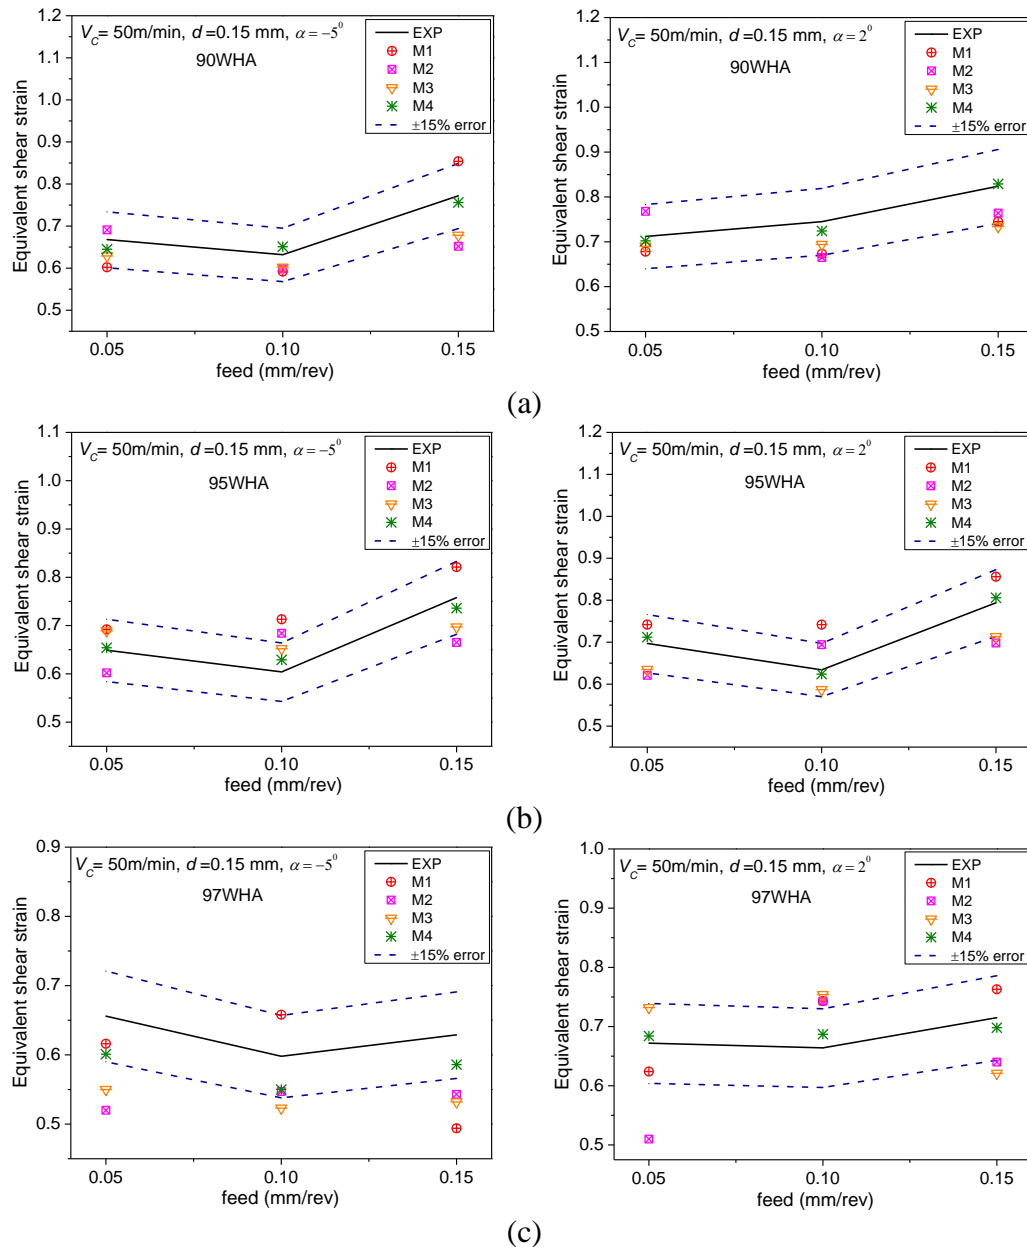 V_C= 50m/min, d=0.15 mm, α=−5⁰
90WHA
EXP
M1
M2
M3
M4
±15% error
Equivalent shear strain
1.2
1.1
1.0
0.9
0.8
0.7
0.6
0.5
0.05
0.10
0.15
feed (mm/rev)
V_C= 50m/min, d=0.15 mm, α=2⁰
90WHA
EXP
M1
M2
M3
M4
±15% error
Equivalent shear strain
1.2
1.1
1.0
0.9
0.8
0.7
0.6
0.5
0.05
0.10
0.15
feed (mm/rev)
(a)
V_C= 50m/min, d=0.15 mm, α=−5⁰
95WHA
EXP
M1
M2
M3
M4
±15% error
Equivalent shear strain
1.1
1.0
0.9
0.8
0.7
0.6
0.5
0.05
0.10
0.15
feed (mm/rev)
V_C= 50m/min, d=0.15 mm, α=2⁰
95WHA
EXP
M1
M2
M3
M4
±15% error
Equivalent shear strain
1.2
1.1
1.0
0.9
0.8
0.7
0.6
0.5
0.05
0.10
0.15
feed (mm/rev)
(b)
V_C= 50m/min, d=0.15 mm, α=−5⁰
97WHA
EXP
M1
M2
M3
M4
±15% error
Equivalent shear strain
0.9
0.8
0.7
0.6
0.5
0.05
0.10
0.15
feed (mm/rev)
V_C= 50m/min, d=0.15 mm, α=2⁰
97WHA
EXP
M1
M2
M3
M4
±15% error
Equivalent shear strain
1.0
0.9
0.8
0.7
0.6
0.5
0.05
0.10
0.15
feed (mm/rev)
(c)